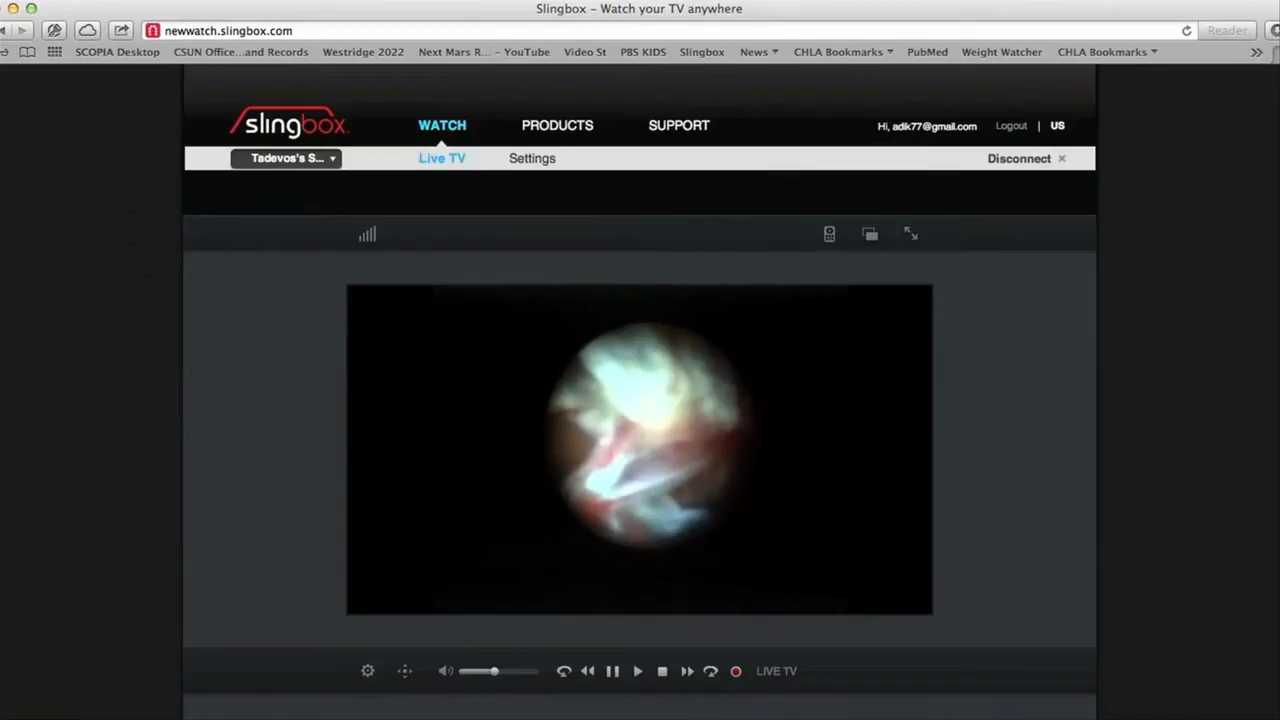 Slingbox – Watch your TV anywhere
newwatch.slingbox.com
Reader
SCOPIA Desktop CSUN Office...and Records Westridge 2022 Next Mars R... – YouTube Video St PBS KIDS Slingbox News CHLA Bookmarks PubMed Weight Watcher CHLA Bookmarks
slingbox WATCH PRODUCTS SUPPORT Hi, adik77@gmail.com Logout | US
Tadevos's S... Live TV Settings Disconnect
LIVE TV